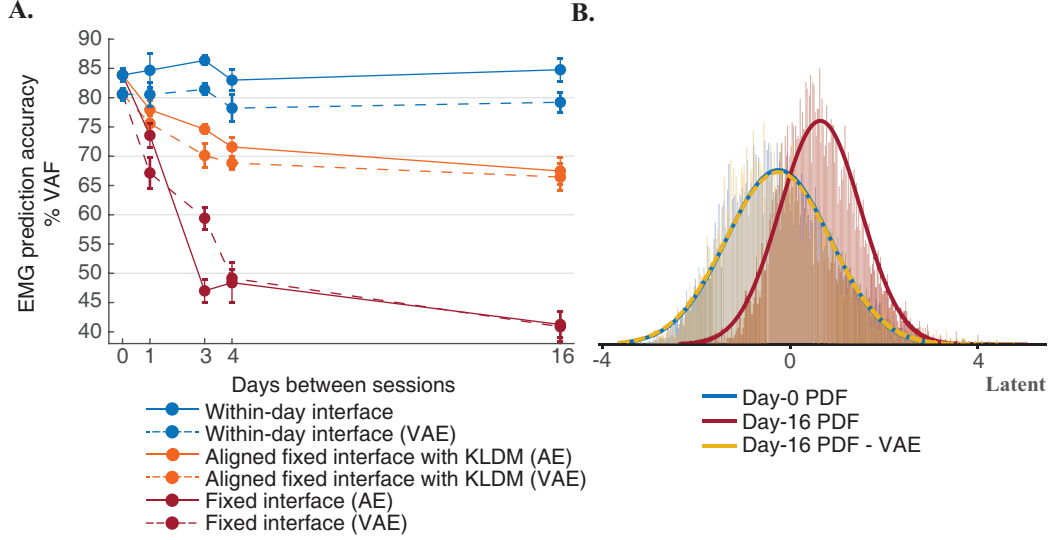 A.
EMG prediction accuracy
% VAF
90
85
80
75
70
65
60
55
50
45
40
0 1 3 4 16
Days between sessions
Within-day interface
Within-day interface (VAE)
Aligned fixed interface with KLDM (AE)
Aligned fixed interface with KLDM (VAE)
Fixed interface (AE)
Fixed interface (VAE)
B.
-4 0 4
Latent
Day-0 PDF
Day-16 PDF
Day-16 PDF - VAE